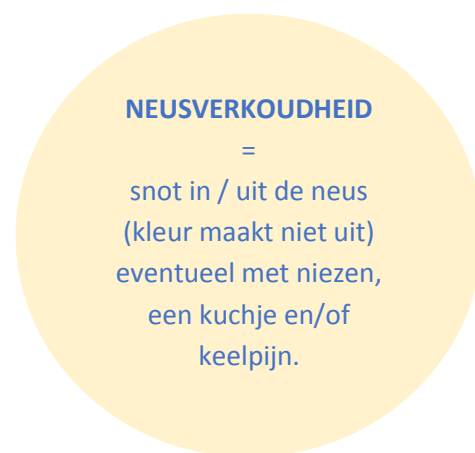 NEUSVERKOUDHEID
=
snot in / uit de neus
(kleur maakt niet uit)
eventueel met niezen,
een kuchje en/of
keelpijn.